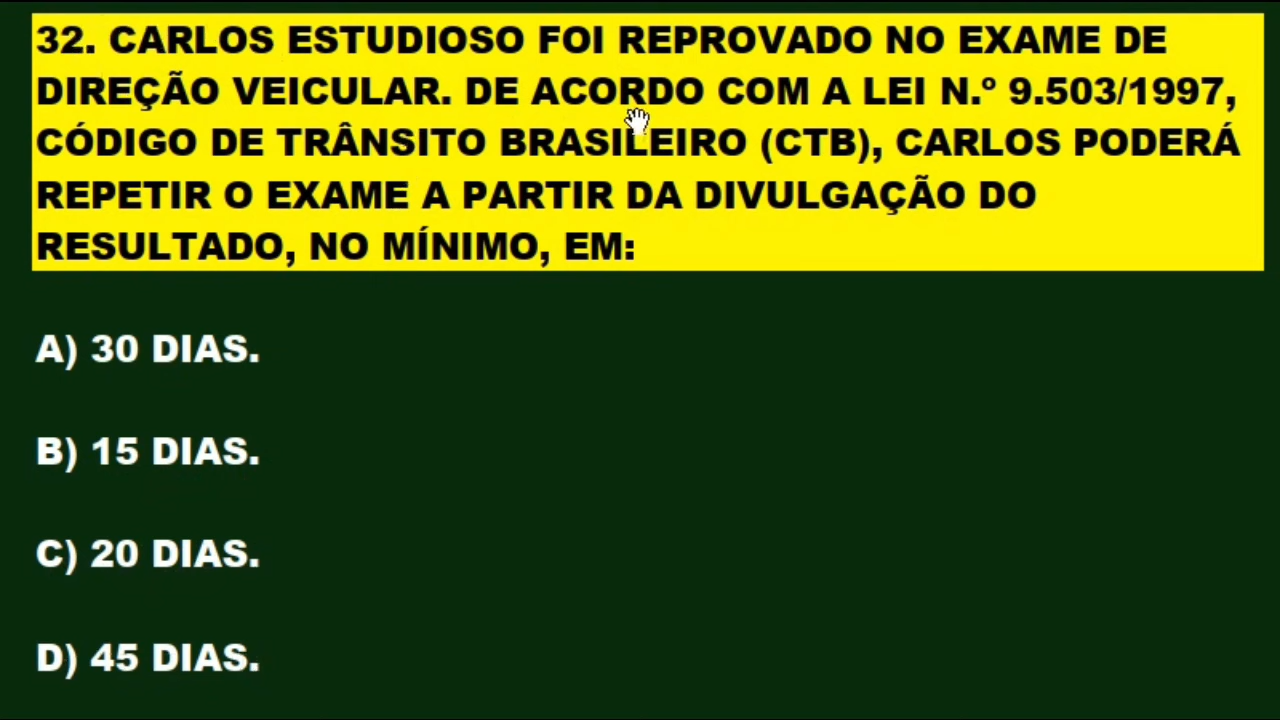 32. CARLOS ESTUDIOSO FOI REPROVADO NO EXAME DE
DIREÇÃO VEICULAR. DE ACORDO COM A LEI N.º 9.503/1997,
CÓDIGO DE TRÂNSITO BRASILEIRO (CTB), CARLOS PODERÁ
REPETIR O EXAME A PARTIR DA DIVULGAÇÃO DO
RESULTADO, NO MÍNIMO, EM:
A) 30 DIAS.
B) 15 DIAS.
C) 20 DIAS.
D) 45 DIAS.